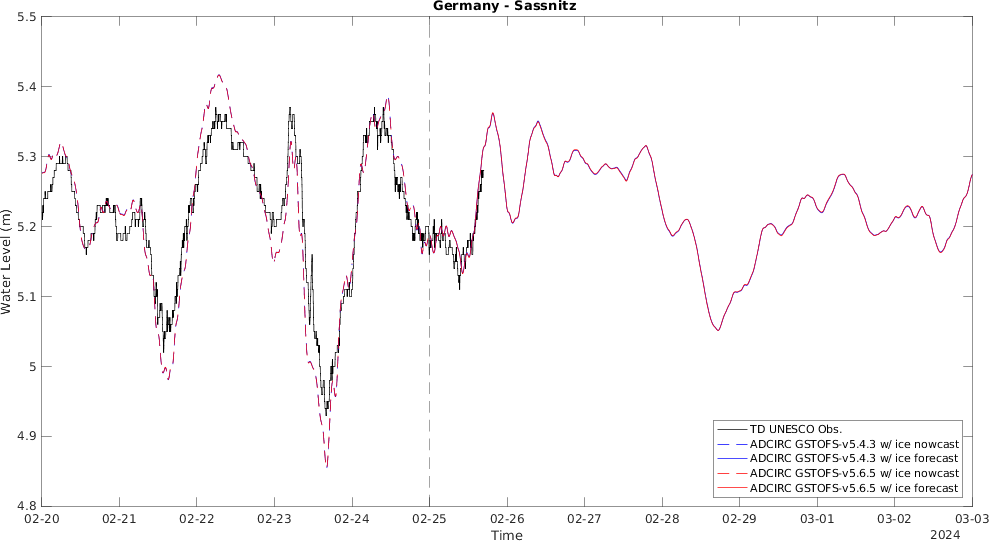 Germany - Sassnitz
5.5
5.4
5.3
5.2
5.1
5
4.9
4.8
Water Level (m)
02-20 02-21 02-22 02-23 02-24 02-25 02-26 02-27 02-28 02-29 03-01 03-02 03-03
Time
2024
TD UNESCO Obs.
ADCIRC GSTOFS-v5.4.3 w/ ice nowcast
ADCIRC GSTOFS-v5.4.3 w/ ice forecast
ADCIRC GSTOFS-v5.6.5 w/ ice nowcast
ADCIRC GSTOFS-v5.6.5 w/ ice forecast